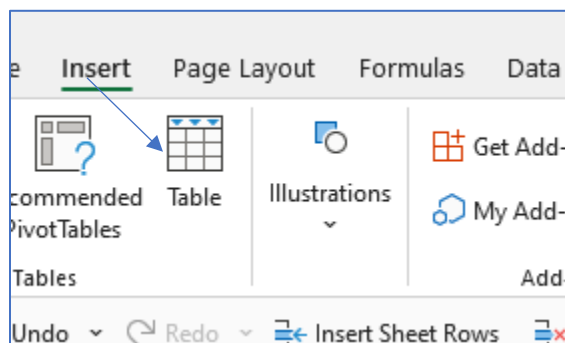 e Insert Page Layout Formulas Data
commended Table Illustrations Get Add-
PivotTables My Add-
Tables Add-
Undo Redo Insert Sheet Rows